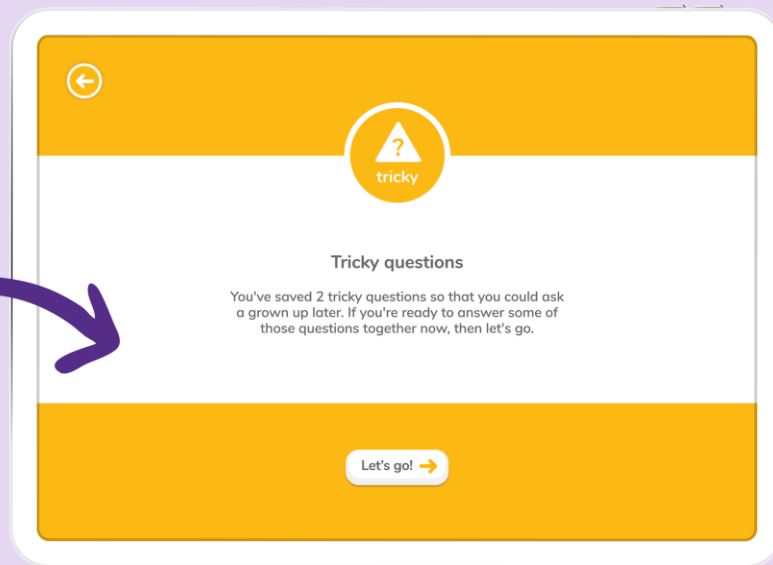 ?
tricky
Tricky questions
You've saved 2 tricky questions so that you could ask
a grown up later. If you're ready to answer some of
those questions together now, then let's go.
Let's go!